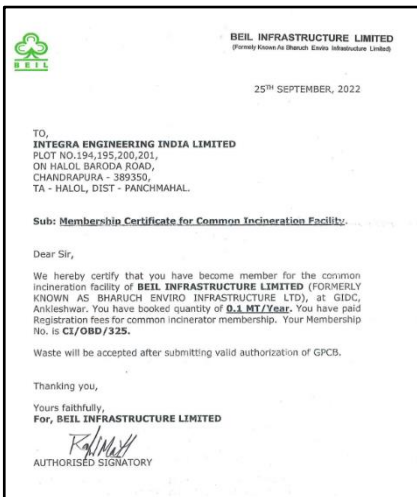 BEIL
BEIL INFRASTRUCTURE LIMITED
(Formerly Known As Bharuch Enviro Infrastructure Limited)
25TH SEPTEMBER, 2022
TO,
INTEGRA ENGINEERING INDIA LIMITED
PLOT NO.194,195,200,201,
ON HALOL BARODA ROAD,
CHANDRAPURA - 389350,
TA - HALOL, DIST - PANCHMAHAL.
Sub: Membership Certificate for Common Incineration Facility.
Dear Sir,
We hereby certify that you have become member for the common
incineration facility of BEIL INFRASTRUCTURE LIMITED (FORMERLY
KNOWN AS BHARUCH ENVIRO INFRASTRUCTURE LTD), at GIDC,
Ankleshwar. You have booked quantity of 0.1 MT/Year. You have paid
Registration fees for common incinerator membership. Your Membership
No. is CI/OBD/325.
Waste will be accepted after submitting valid authorization of GPCB.
Thanking you,
Yours faithfully,
For, BEIL INFRASTRUCTURE LIMITED
AUTHORISED SIGNATORY